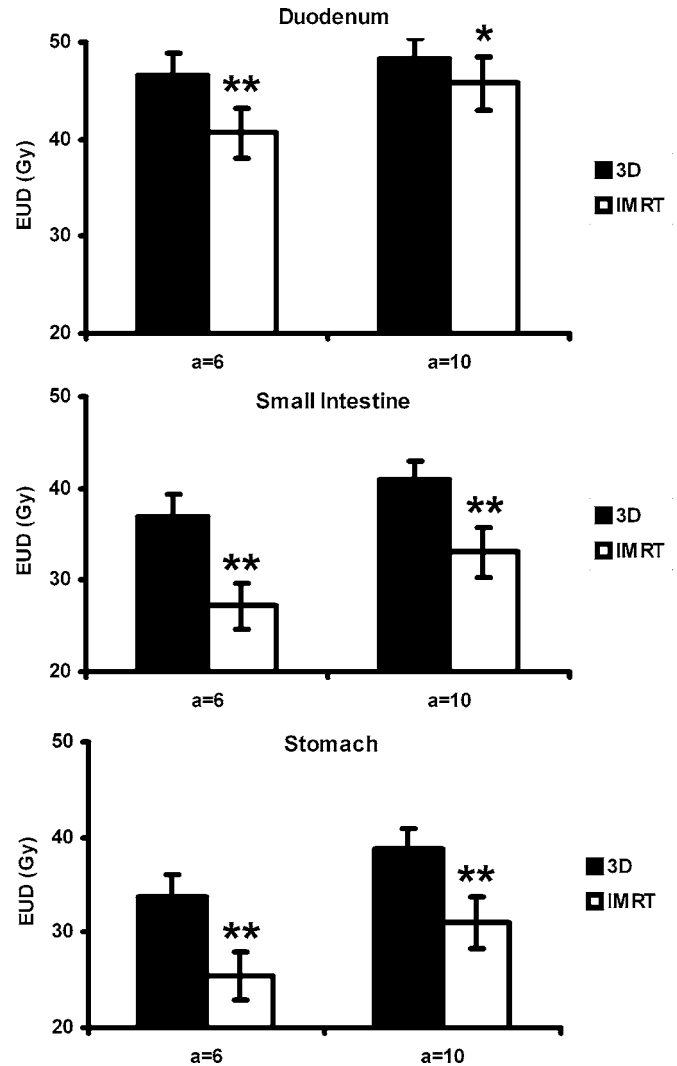 Duodenum
50
40
30
20
EUD (Gy)
**
*
3D
IMRT
a=6
a=10
Small Intestine
50
40
30
20
EUD (Gy)
**
**
3D
IMRT
a=6
a=10
Stomach
50
40
30
20
EUD (Gy)
**
**
3D
IMRT
a=6
a=10